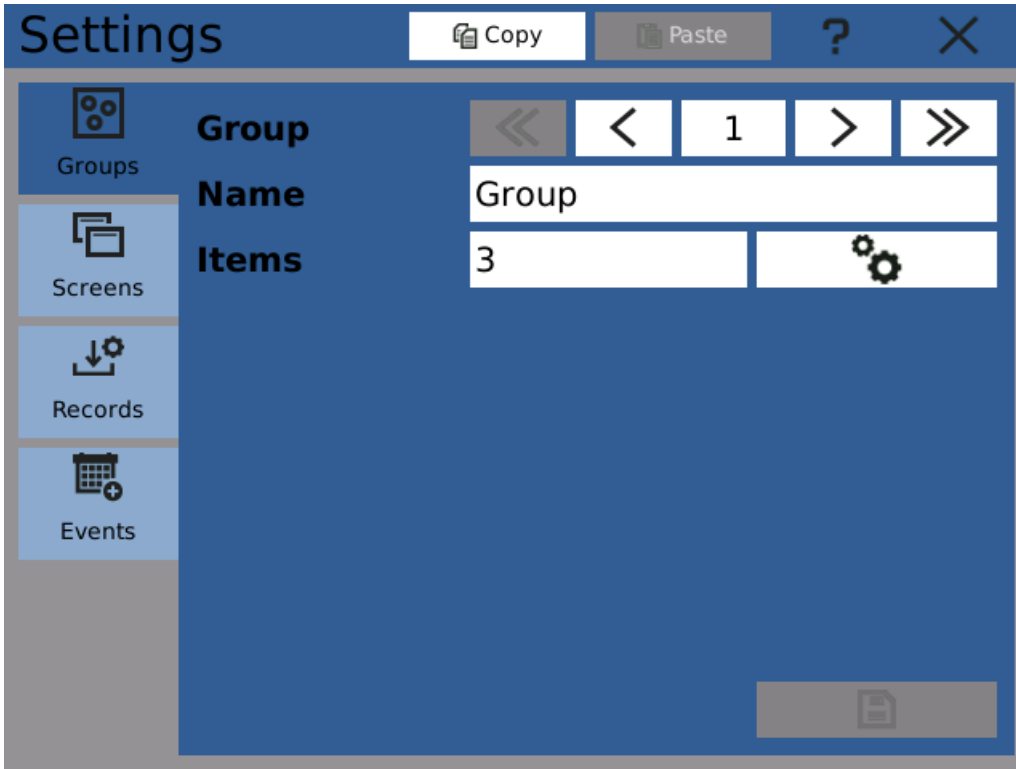 Settings
Copy
Paste
?
Groups
Group
1
Name
Group
Items
3
Screens
Records
Events